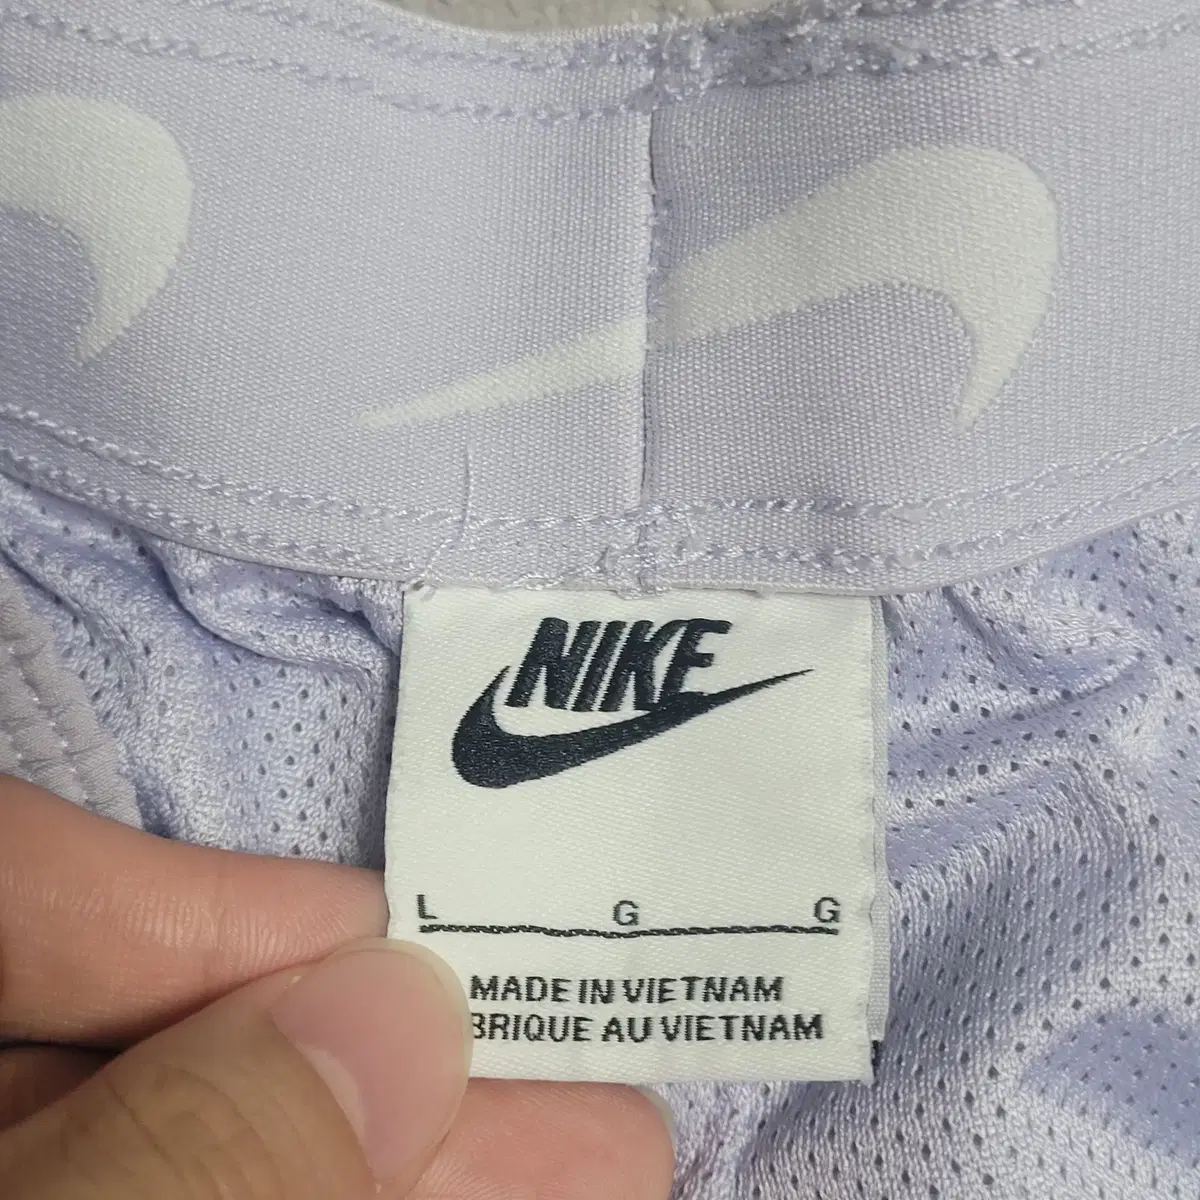 NIKE
L G G
MADE IN VIETNAM
BRIQUE AU VIETNAM